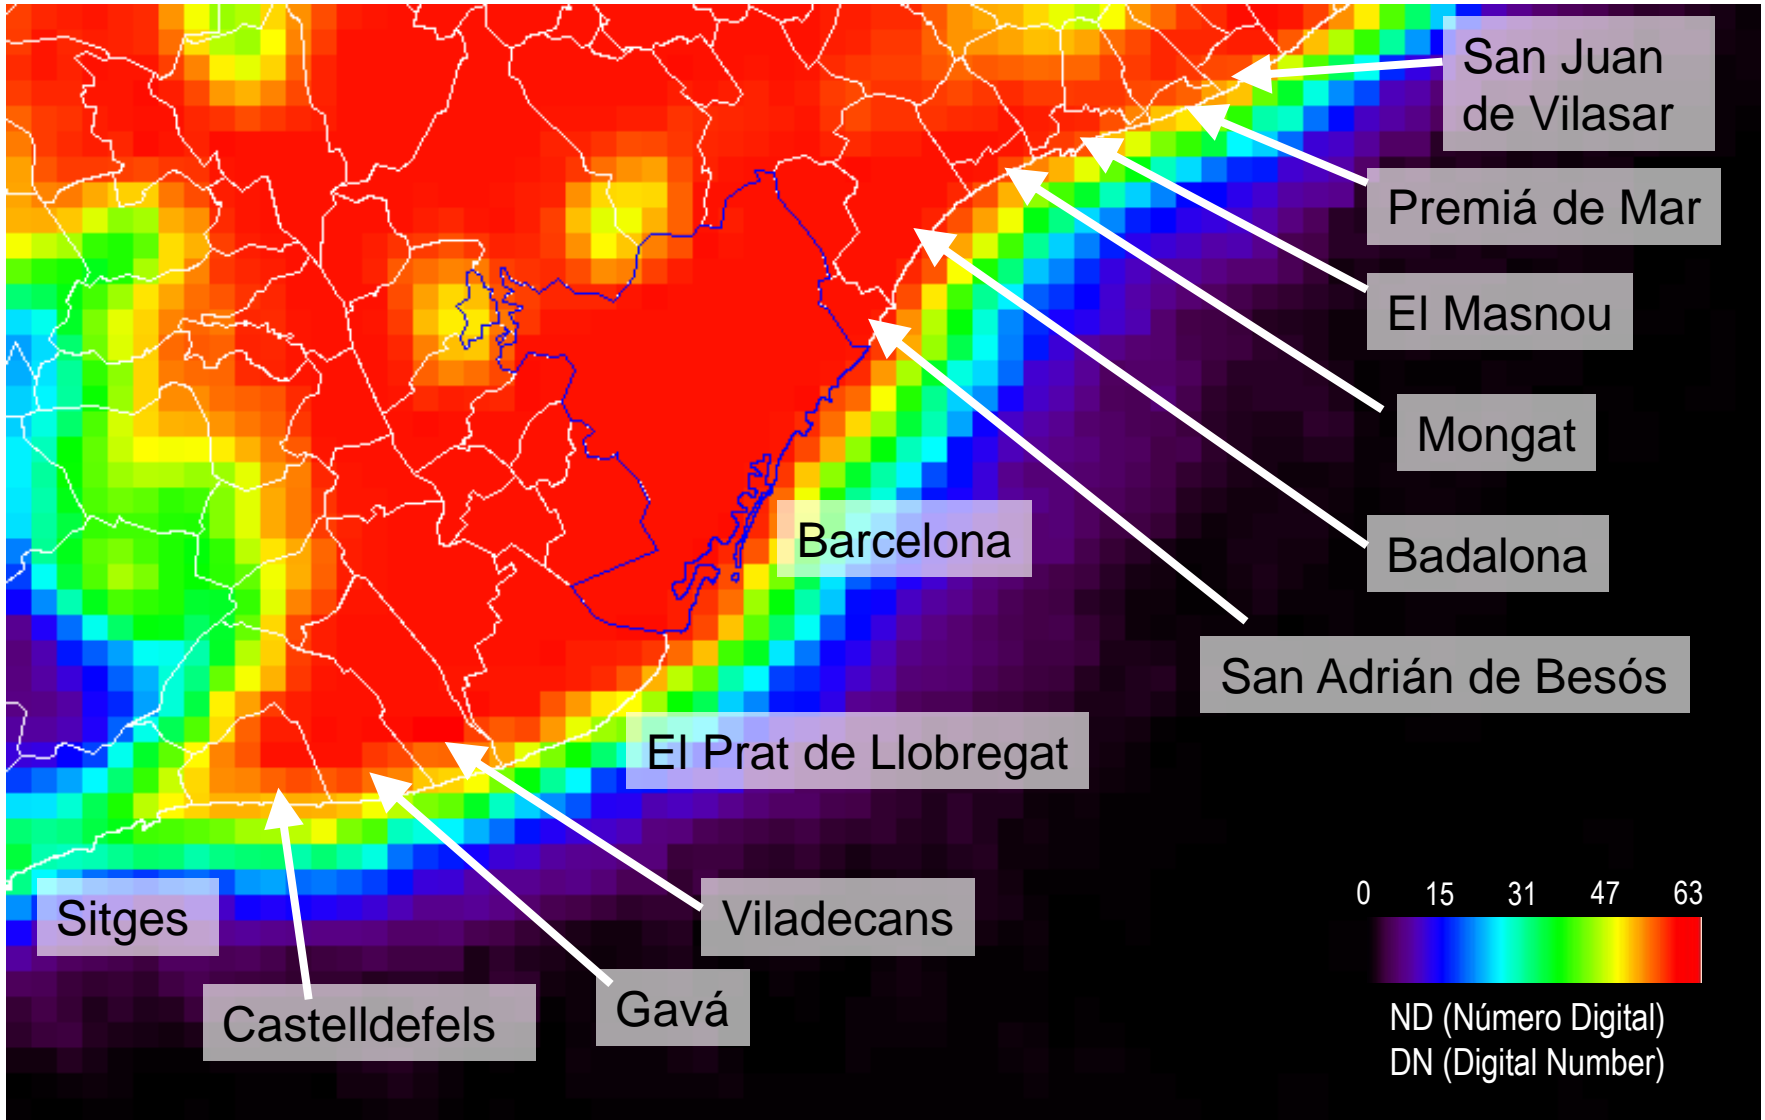 San Juan
de Vilasar
Premiá de Mar
El Masnou
Mongat
Barcelona
Badalona
San Adrián de Besós
El Prat de Llobregat
Sitges
Viladecans
Gavá
Castelldefels
0 15 31 47 63
ND (Número Digital)
DN (Digital Number)